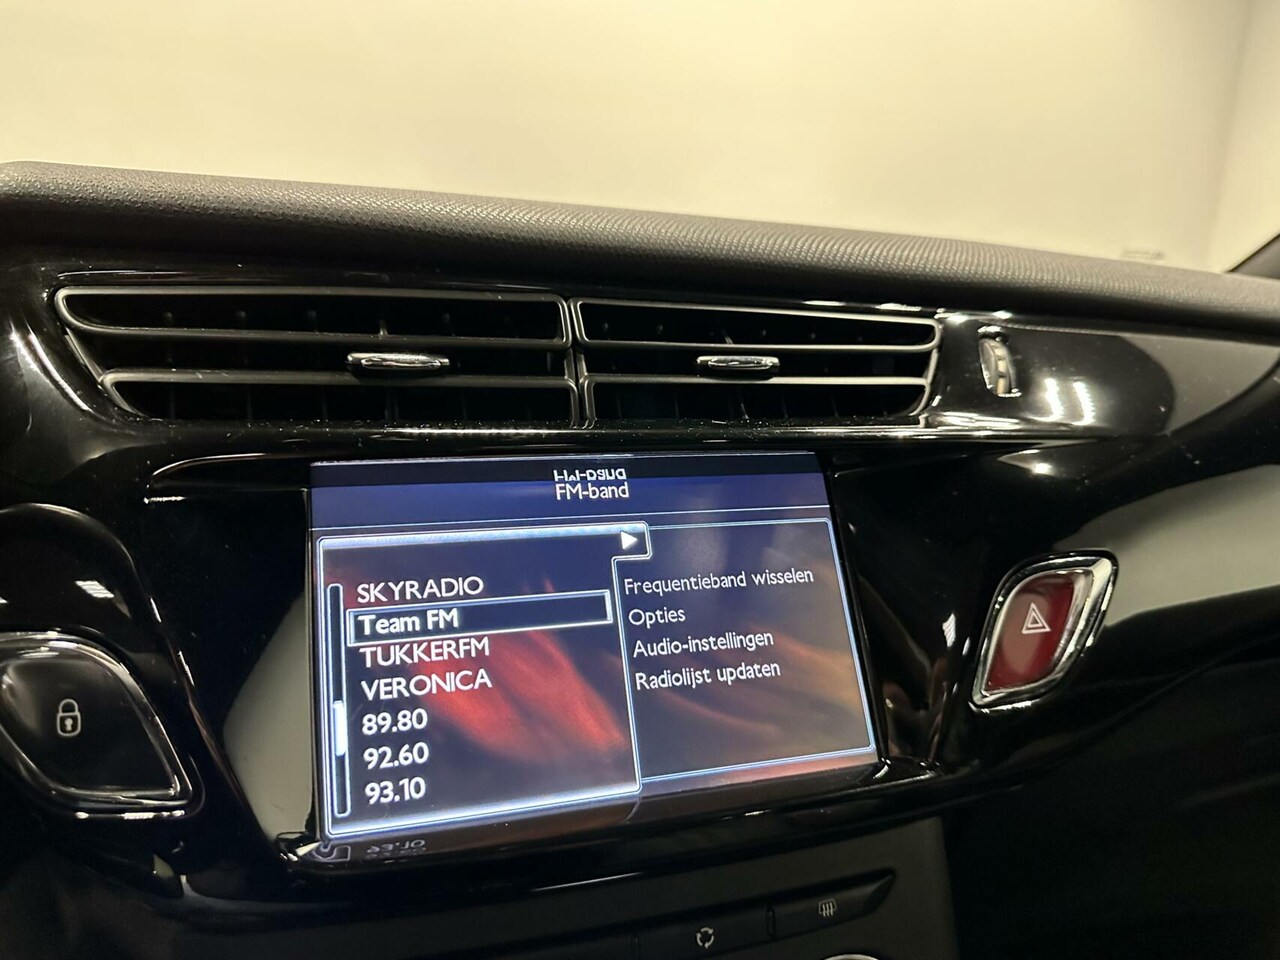 FM-band
SKYRADIO
Team FM
TUKKERFM
VERONICA
89.80
92.60
93.10
Frequentieband wisselen
Opties
Audio-instellingen
Radiolijst updaten